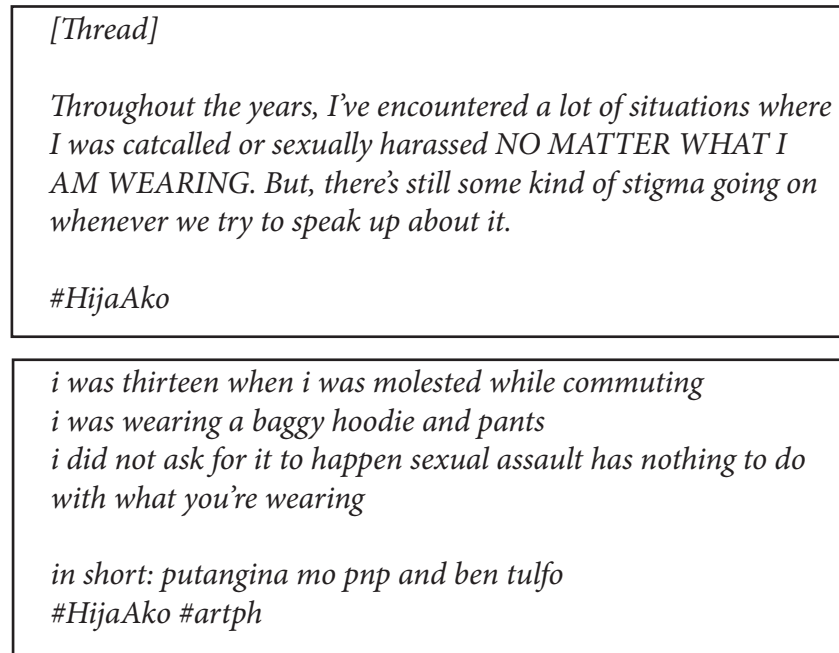 [Thread]
Throughout the years, I’ve encountered a lot of situations where
I was catcalled or sexually harassed NO MATTER WHAT I
AM WEARING. But, there’s still some kind of stigma going on
whenever we try to speak up about it.
#HijaAko
i was thirteen when i was molested while commuting
i was wearing a baggy hoodie and pants
i did not ask for it to happen sexual assault has nothing to do
with what you’re wearing
in short: putangina mo pnp and ben tulfo
#HijaAko #artph